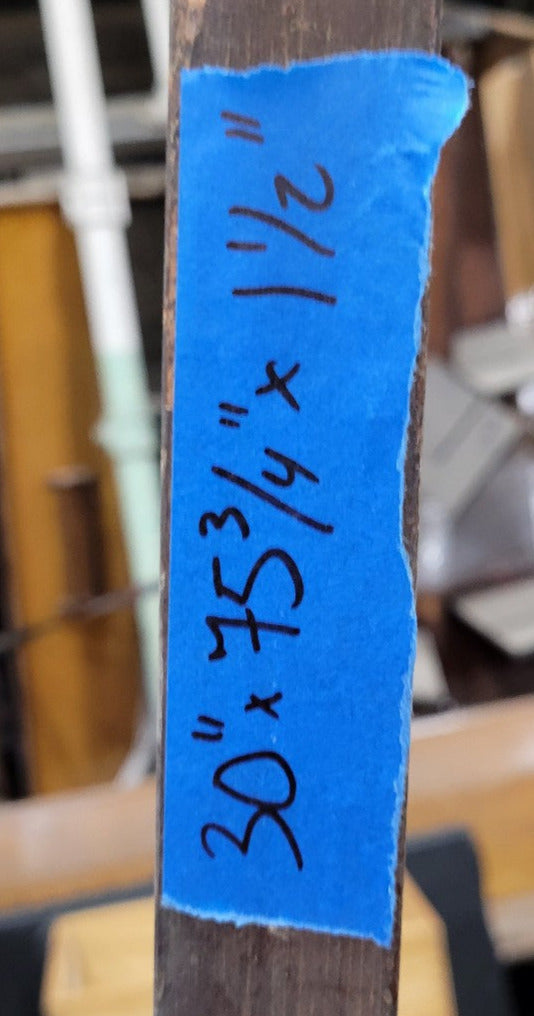 30" x 75 3/4" x 1 1/2"